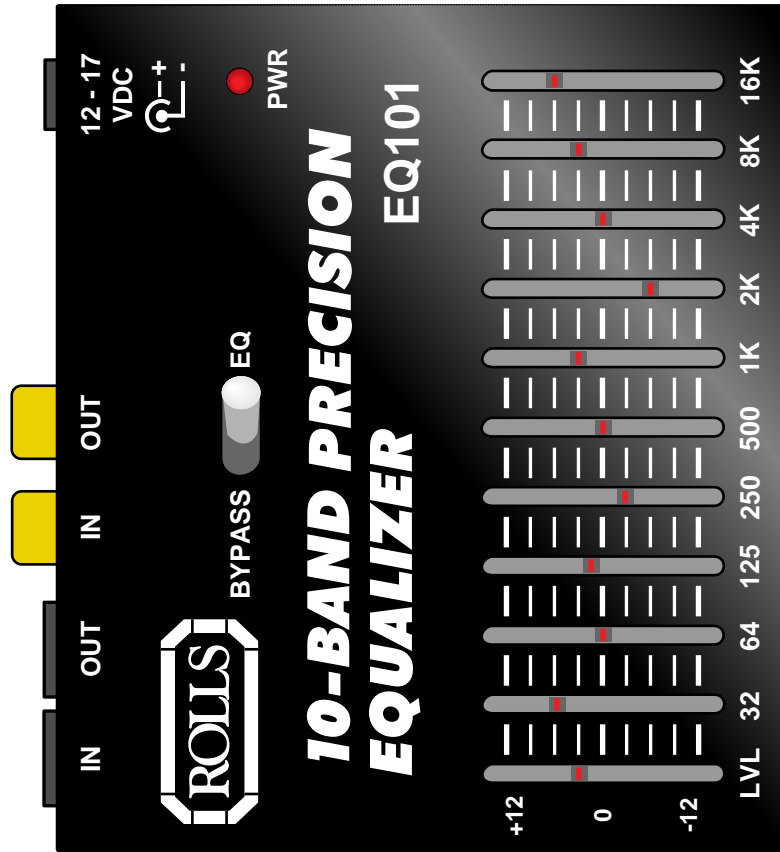 IN OUT IN OUT 12 -17
VDC
+
-
BYPASS EQ
PWR
ROLLS
10-BAND PRECISION
EQUALIZER
EQ101
+12
0
-12
LVL 32 64 125 250 500 1K 2K 4K 8K 16K